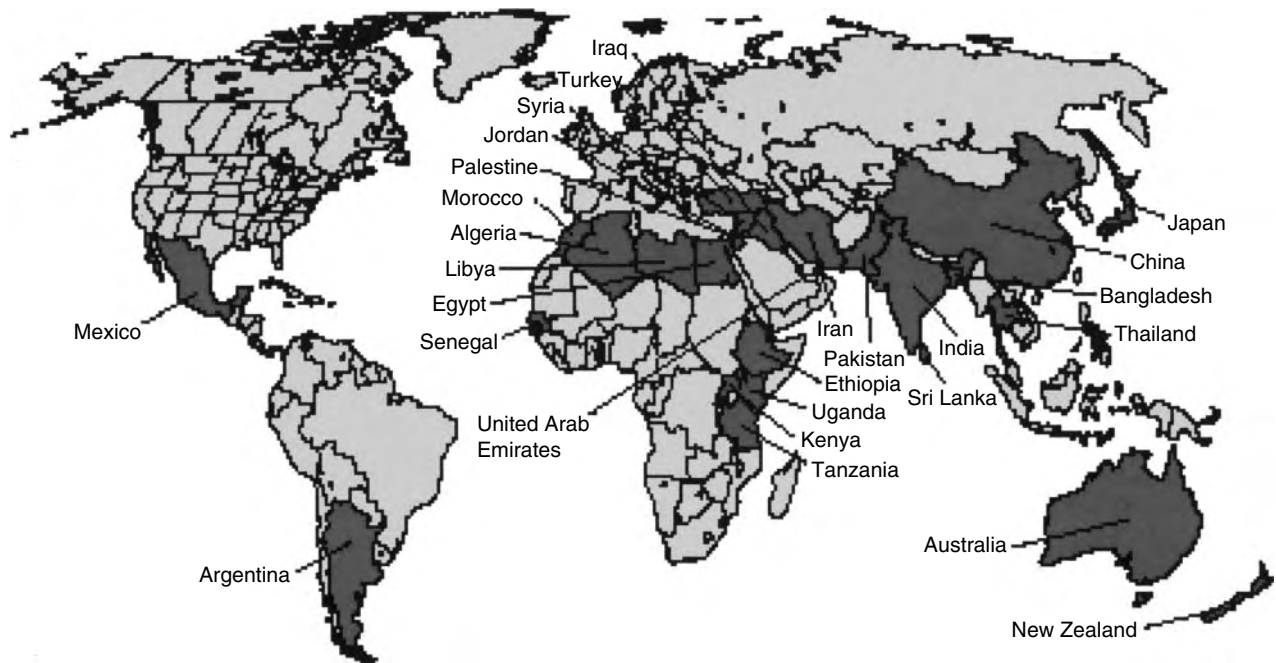 Iraq
Turkey
Syria
Jordan
Palestine
Morocco
Algeria
Libya
Egypt
Senegal
Mexico
United Arab
Emirates
Argentina
Japan
China
Bangladesh
Thailand
India
Sri Lanka
Iran
Pakistan
Ethiopia
Uganda
Kenya
Tanzania
Australia
New Zealand